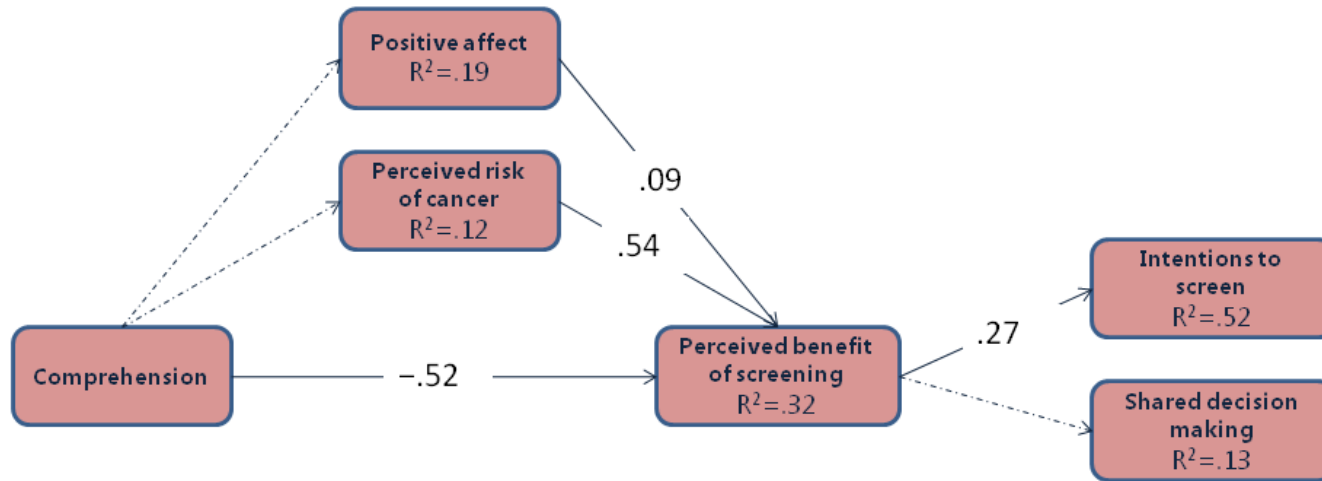 Positive affect
R²=.19
Perceived risk
of cancer
R²=.12
.09
.54
Comprehension
–.52
Perceived benefit
of screening
R²=.32
.27
Intentions to
screen
R²=.52
Shared decision
making
R²=.13